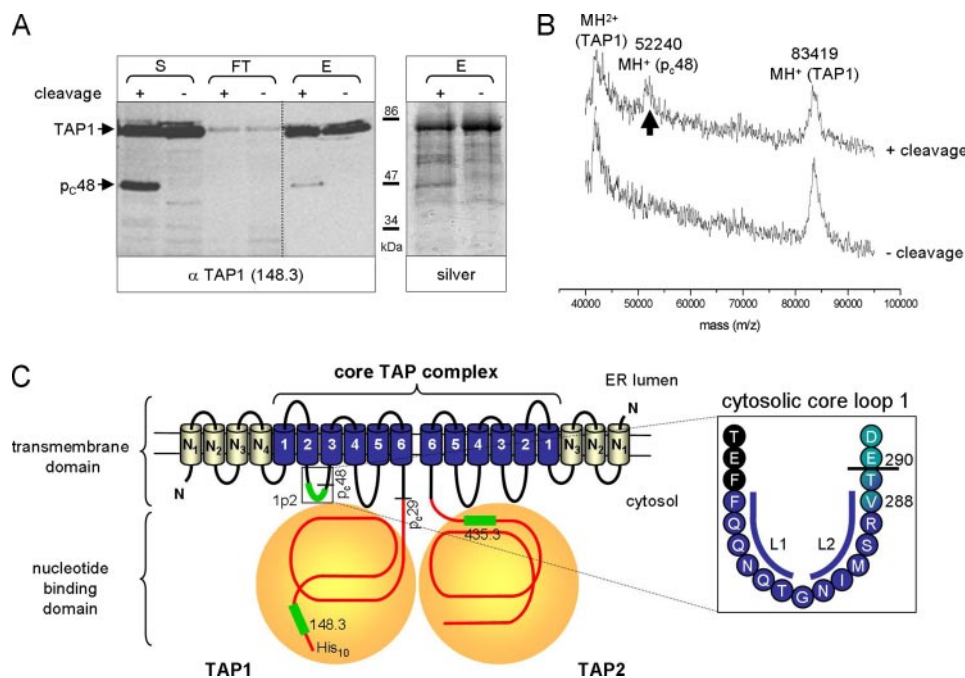 A
S FT E E
cleavage + - + - + - + -
TAP1
pc48
86
47
34
kDa
α TAP1 (148.3)
silver
B
MH2+
(TAP1)
52240
MH+ (pc48)
83419
MH+ (TAP1)
+ cleavage
- cleavage
40000 50000 60000 70000 80000 90000 100000
mass (m/z)
C
core TAP complex
ER lumen
N
transmembrane
domain
N1 N2 N3 N4 1 2 3 4 5 6 6 5 4 3 2 1 N3 N2 N1
N
1p2
pc48
pc29
cytosol
nucleotide
binding
domain
435.3
148.3
His10
TAP1
TAP2
cytosolic core loop 1
T E F F Q Q N Q T G N I M S R V T E D
290
288
L1 L2